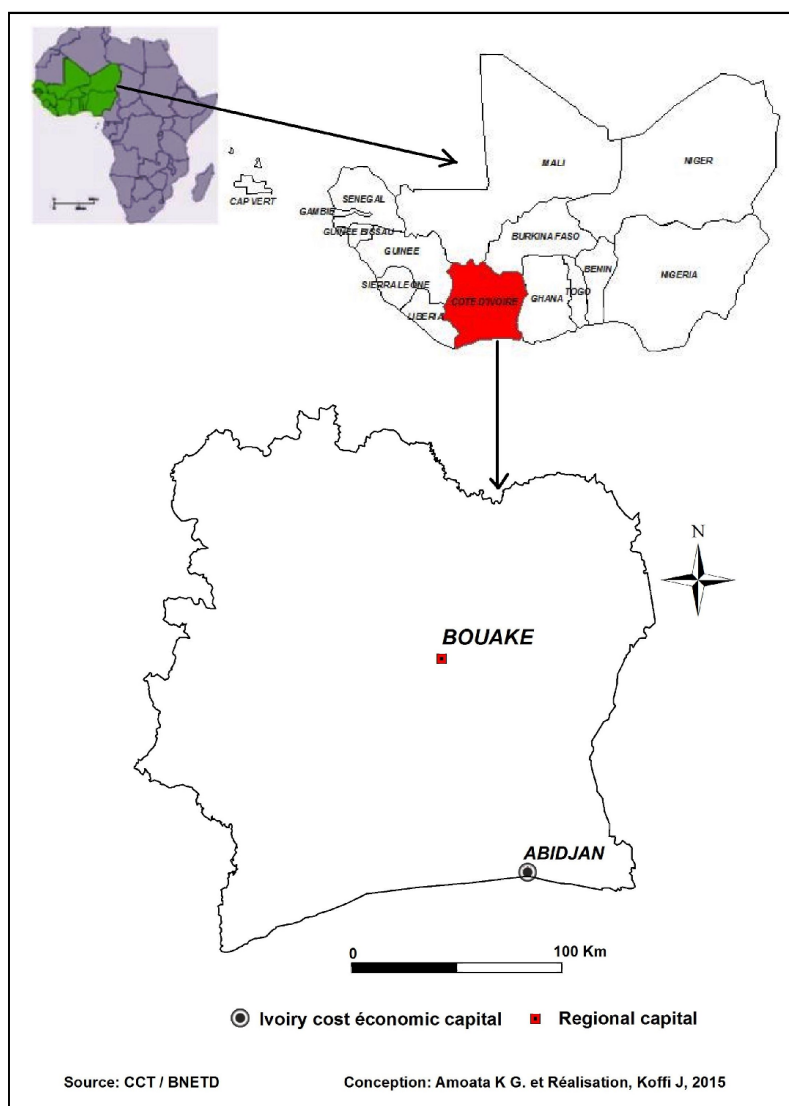 MALI
NIGER
CAP VERT
SENEGAL
GAMBIE
GUINEE BISSAU
GUINEE
BURKINA FASO
BENIN
NIGERIA
SIERRA LEONE
COTE D'IVOIRE
GHANA
TOGO
LIBERIA
N
BOUAKE
ABIDJAN
0 100 Km
Ivoiry cost économic capital Regional capital
Source: CCT / BNETD Conception: Amoata K G. et Réalisation, Koffi J, 2015